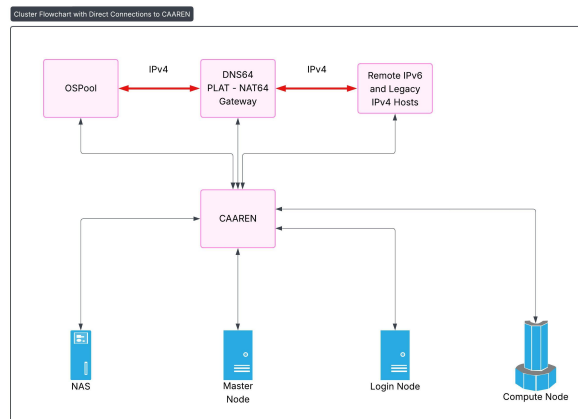 Cluster Flowchart with Direct Connections to CAAREN
IPv4
IPv4
OSPool
DNS64
PLAT - NAT64
Gateway
Remote IPv6
and Legacy
IPv4 Hosts
CAAREN
NAS
Master
Node
Login Node
Compute Node